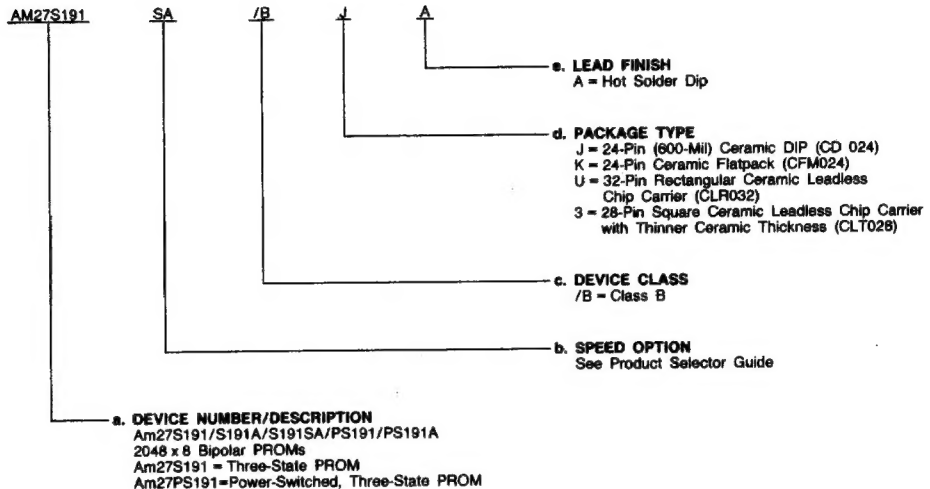 AM27S191 SA /B J A
e. LEAD FINISH
A = Hot Solder Dip
d. PACKAGE TYPE
J = 24-Pin (600-Mil) Ceramic DIP (CD 024)
K = 24-Pin Ceramic Flatpack (CFM024)
U = 32-Pin Rectangular Ceramic Leadless
Chip Carrier (CLR032)
3 = 28-Pin Square Ceramic Leadless Chip Carrier
with Thinner Ceramic Thickness (CLT028)
c. DEVICE CLASS
/B = Class B
b. SPEED OPTION
See Product Selector Guide
a. DEVICE NUMBER/DESCRIPTION
Am27S191/S191A/S191SA/PS191/PS191A
2048 x 8 Bipolar PROMs
Am27S191 = Three-State PROM
Am27PS191=Power-Switched, Three-State PROM